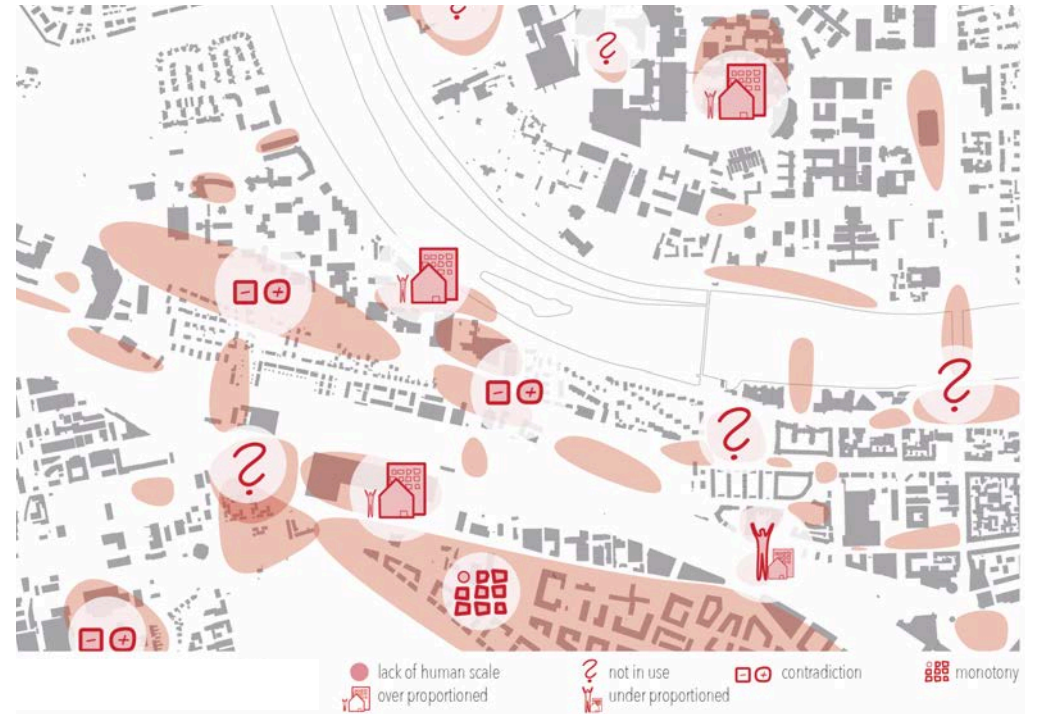 lack of human scale
not in use
contradiction
monotony
over proportioned
under proportioned